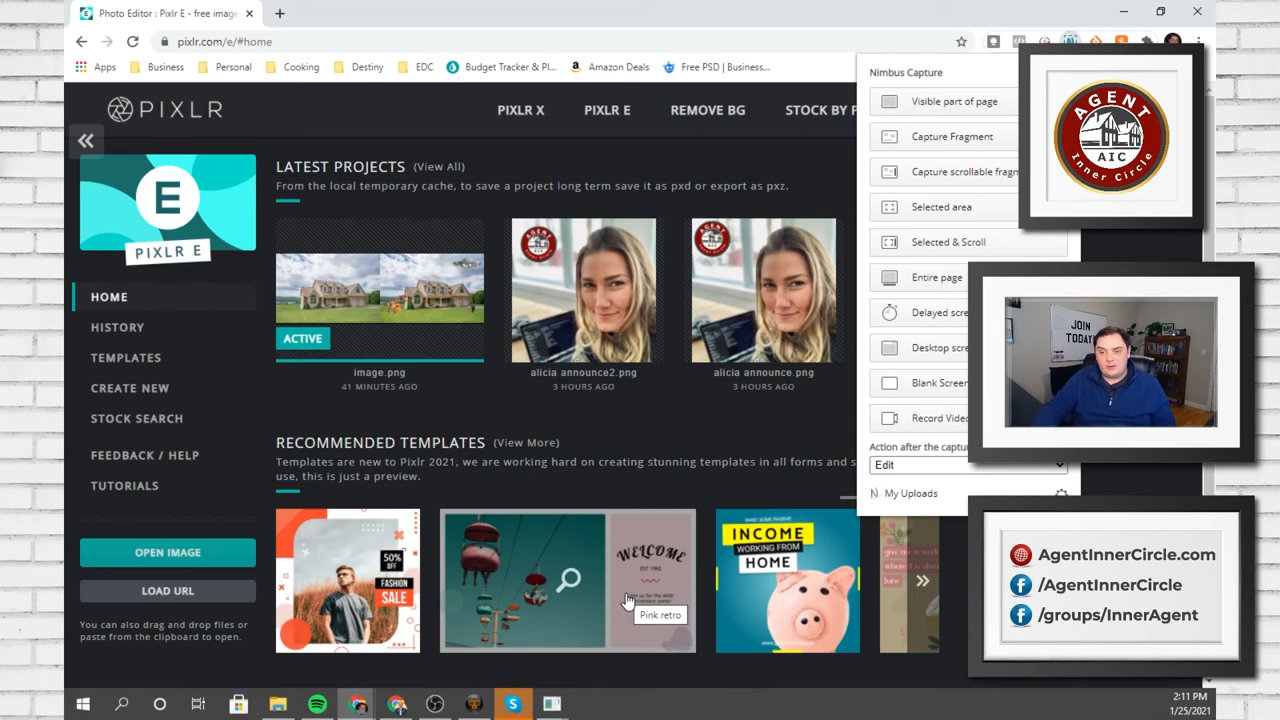 Photo Editor : Pixlr E - free image
pixlr.com/e/#home
Apps
Business
Personal
Cooking
Destiny
EDC
Budget Tracker & Pl...
Amazon Deals
Free PSD | Business...
PIXLR
PIXLR X
PIXLR E
REMOVE BG
STOCK BY P
E
PIXLR E
HOME
HISTORY
TEMPLATES
CREATE NEW
STOCK SEARCH
FEEDBACK / HELP
TUTORIALS
OPEN IMAGE
LOAD URL
You can also drag and drop files or
paste from the clipboard to open.
LATEST PROJECTS (View All)
From the local temporary cache, to save a project long term save it as pxd or export as pxz.
ACTIVE
image.png
41 MINUTES AGO
alicia announce2.png
3 HOURS AGO
alicia announce.png
3 HOURS AGO
RECOMMENDED TEMPLATES (View More)
Templates are new to Pixlr 2021, we are working hard on creating stunning templates in all forms and s
use, this is just a preview.
50%
OFF
FASHION
SALE
WELCOME
EST 1962
Pink retro
WANT SOME PASSIVE
INCOME
WORKING FROM
HOME
Nimbus Capture
Visible part of page
Capture Fragment
Capture scrollable fragm
Selected area
Selected & Scroll
Entire page
Delayed scre
Desktop scre
Blank Screen
Record Video
Action after the captu
Edit
My Uploads
AGENT
AIC
Inner Circle
JOIN
TODAY
AgentInnerCircle.com
/AgentInnerCircle
/groups/InnerAgent
2:11 PM
1/25/2021